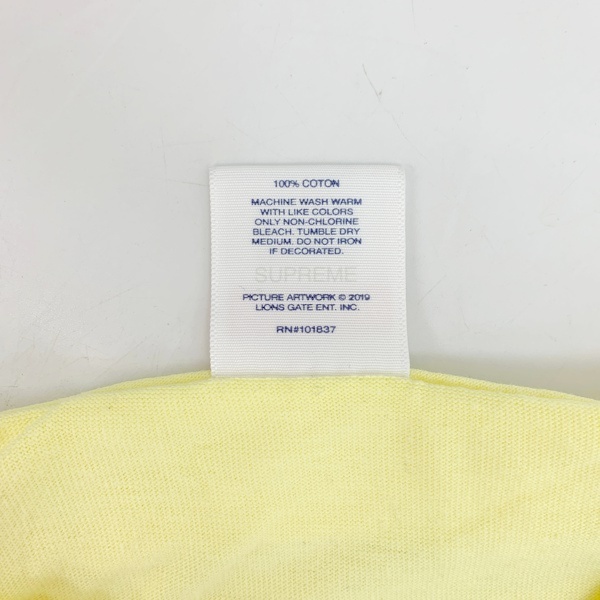 100% COTON
MACHINE WASH WARM
WITH LIKE COLORS
ONLY NON-CHLORINE
BLEACH. TUMBLE DRY
MEDIUM. DO NOT IRON
IF DECORATED.
SUPREME
PICTURE ARTWORK © 2019
LIONS GATE ENT. INC.
RN#101837